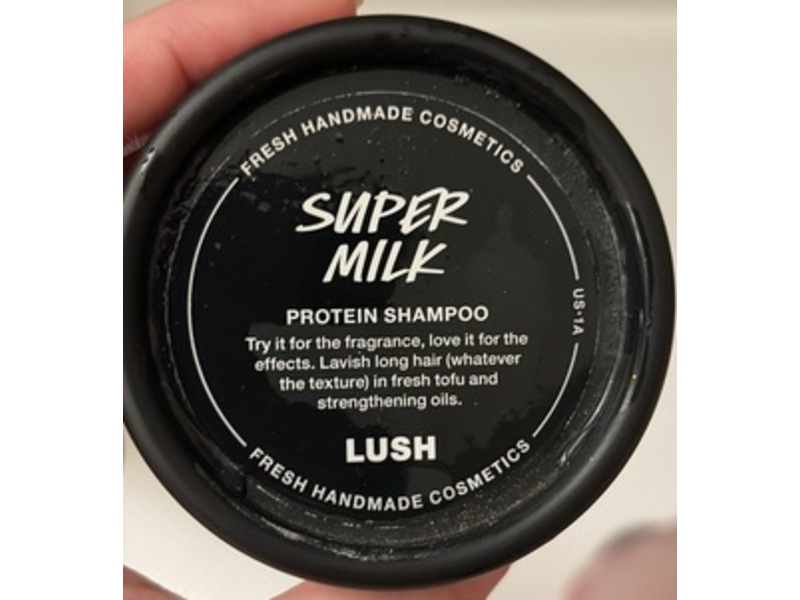 FRESH HANDMADE COSMETICS
SUPER
MILK
PROTEIN SHAMPOO
Try it for the fragrance, love it for the
effects. Lavish long hair (whatever
the texture) in fresh tofu and
strengthening oils.
US•1A
LUSH
FRESH HANDMADE COSMETICS